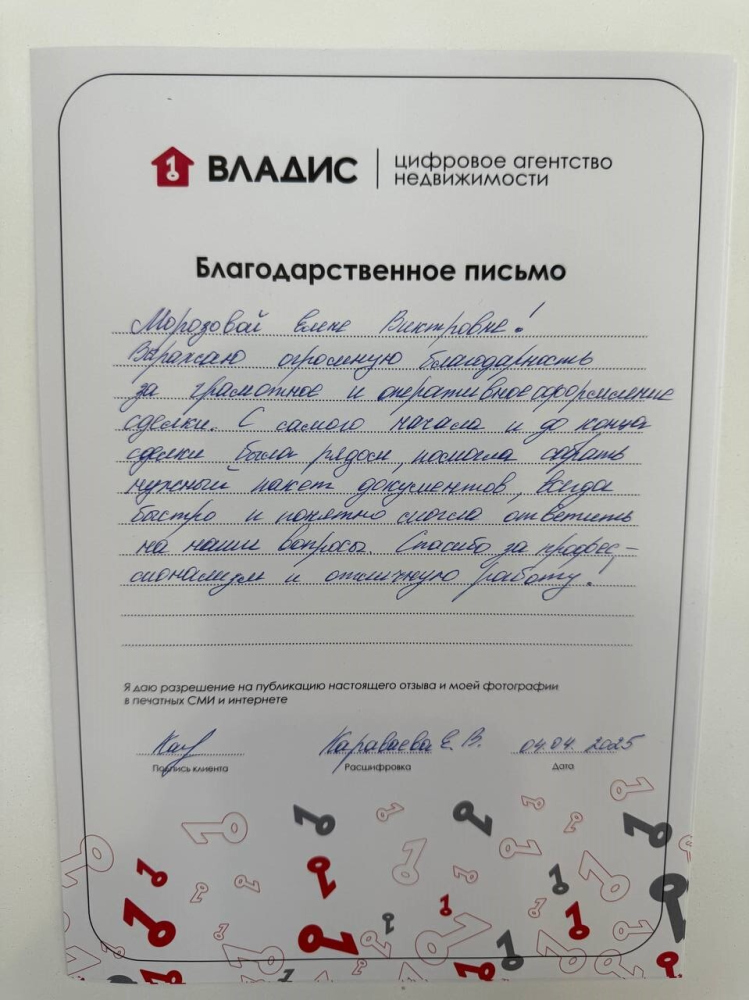 ВЛАДИС
цифровое агентство
недвижимости
Благодарственное письмо
Морозовой Елене Виктровне!
Выражаю огромную благодарность
за грамотное и оперативное оформление
сделки. С самого начала и до конца
сделки была рядом, помогла собрать
нужный пакет документов, всегда
быстро и понятно смогла ответить
на наши вопросы. Спасибо за профес-
сионализм и отличную работу!
Я даю разрешение на публикацию настоящего отзыва и моей фотографии
в печатных СМИ и интернете
Караваева Е. В. 04.04. 2025
Подпись клиента Расшифровка Дата